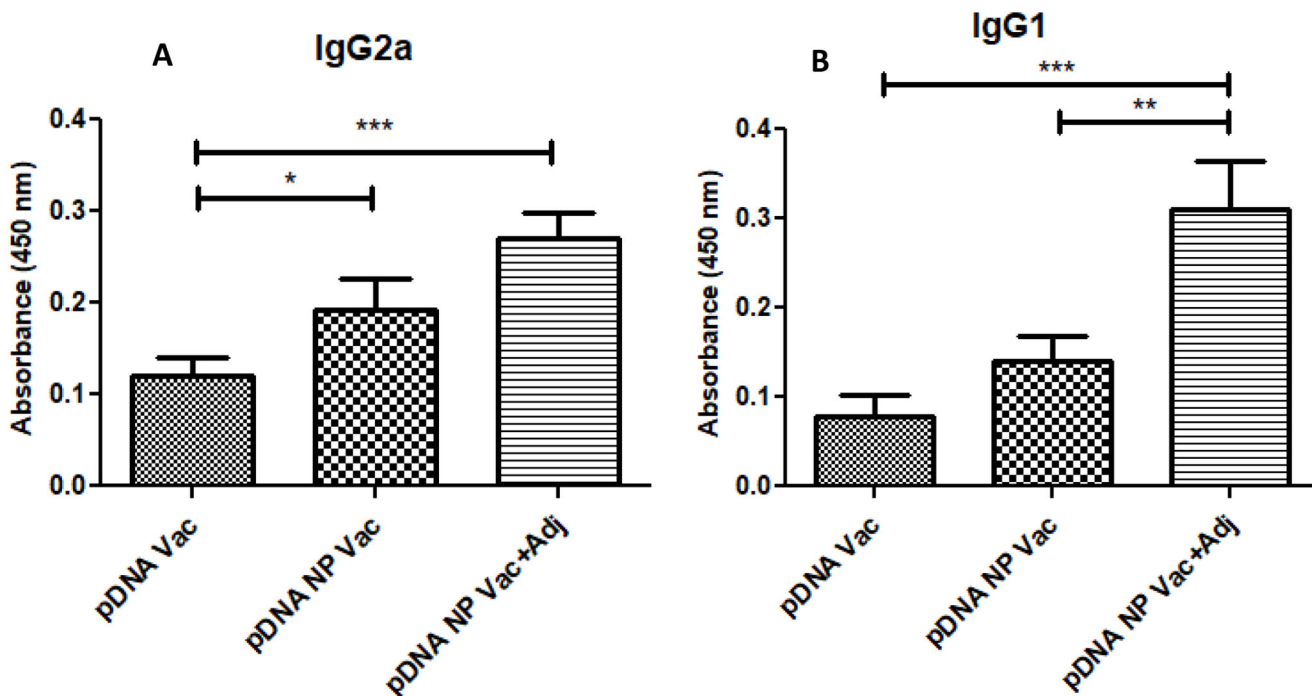 A
IgG2a
Absorbance (450 nm)
0.4
0.3
0.2
0.1
0.0
***
*
pDNA Vac
pDNA NP Vac
pDNA NP Vac+Adj
B
IgG1
Absorbance (450 nm)
0.4
0.3
0.2
0.1
0.0
***
**
pDNA Vac
pDNA NP Vac
pDNA NP Vac+Adj